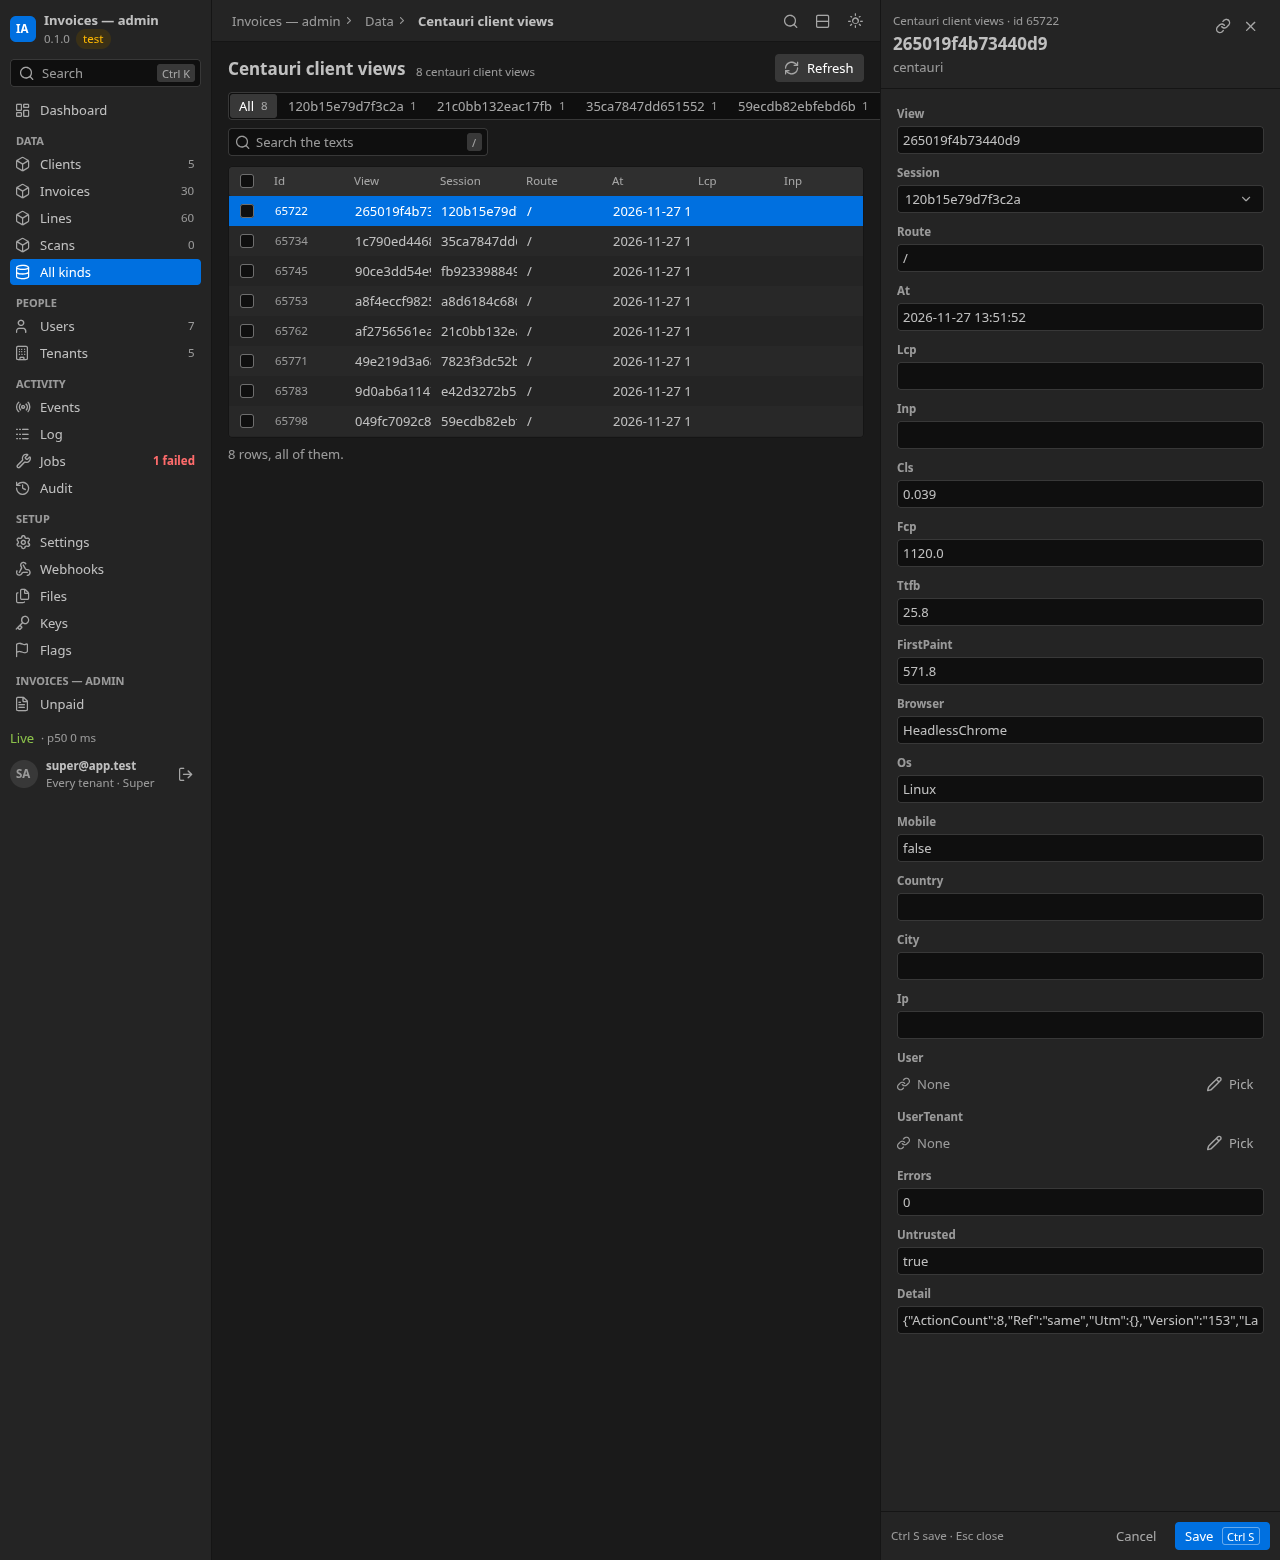 IA
Invoices — admin
0.1.0 test
Search Ctrl K
Dashboard
DATA
Clients 5
Invoices 30
Lines 60
Scans 0
All kinds
PEOPLE
Users 7
Tenants 5
ACTIVITY
Events
Log
Jobs 1 failed
Audit
SETUP
Settings
Webhooks
Files
Keys
Flags
INVOICES — ADMIN
Unpaid
Live · p50 0 ms
SA
super@app.test
Every tenant · Super
Invoices — admin Data Centauri client views
Centauri client views 8 centauri client views
Refresh
All 8 120b15e79d7f3c2a 1 21c0bb132eac17fb 1 35ca7847dd651552 1 59ecdb82ebfebd6b 1
Search the texts /
Id View Session Route At Lcp Inp
65722 265019f4b73 120b15e79d / 2026-11-27 1
65734 1c790ed446 35ca7847dd / 2026-11-27 1
65745 90ce3dd54e fb92339884 / 2026-11-27 1
65753 a8f4eccf982 a8d6184c68 / 2026-11-27 1
65762 af2756561ea 21c0bb132e / 2026-11-27 1
65771 49e219d3a6 7823f3dc52 / 2026-11-27 1
65783 9d0ab6a114 e42d3272b5 / 2026-11-27 1
65798 049fc7092c8 59ecdb82eb / 2026-11-27 1
8 rows, all of them.
Centauri client views · id 65722
265019f4b73440d9
centauri
View
265019f4b73440d9
Session
120b15e79d7f3c2a
Route
/
At
2026-11-27 13:51:52
Lcp
Inp
Cls
0.039
Fcp
1120.0
Ttfb
25.8
FirstPaint
571.8
Browser
HeadlessChrome
Os
Linux
Mobile
false
Country
City
Ip
User
None Pick
UserTenant
None Pick
Errors
0
Untrusted
true
Detail
{"ActionCount":8,"Ref":"same","Utm":{},"Version":"153","La
Ctrl S save · Esc close Cancel Save Ctrl S